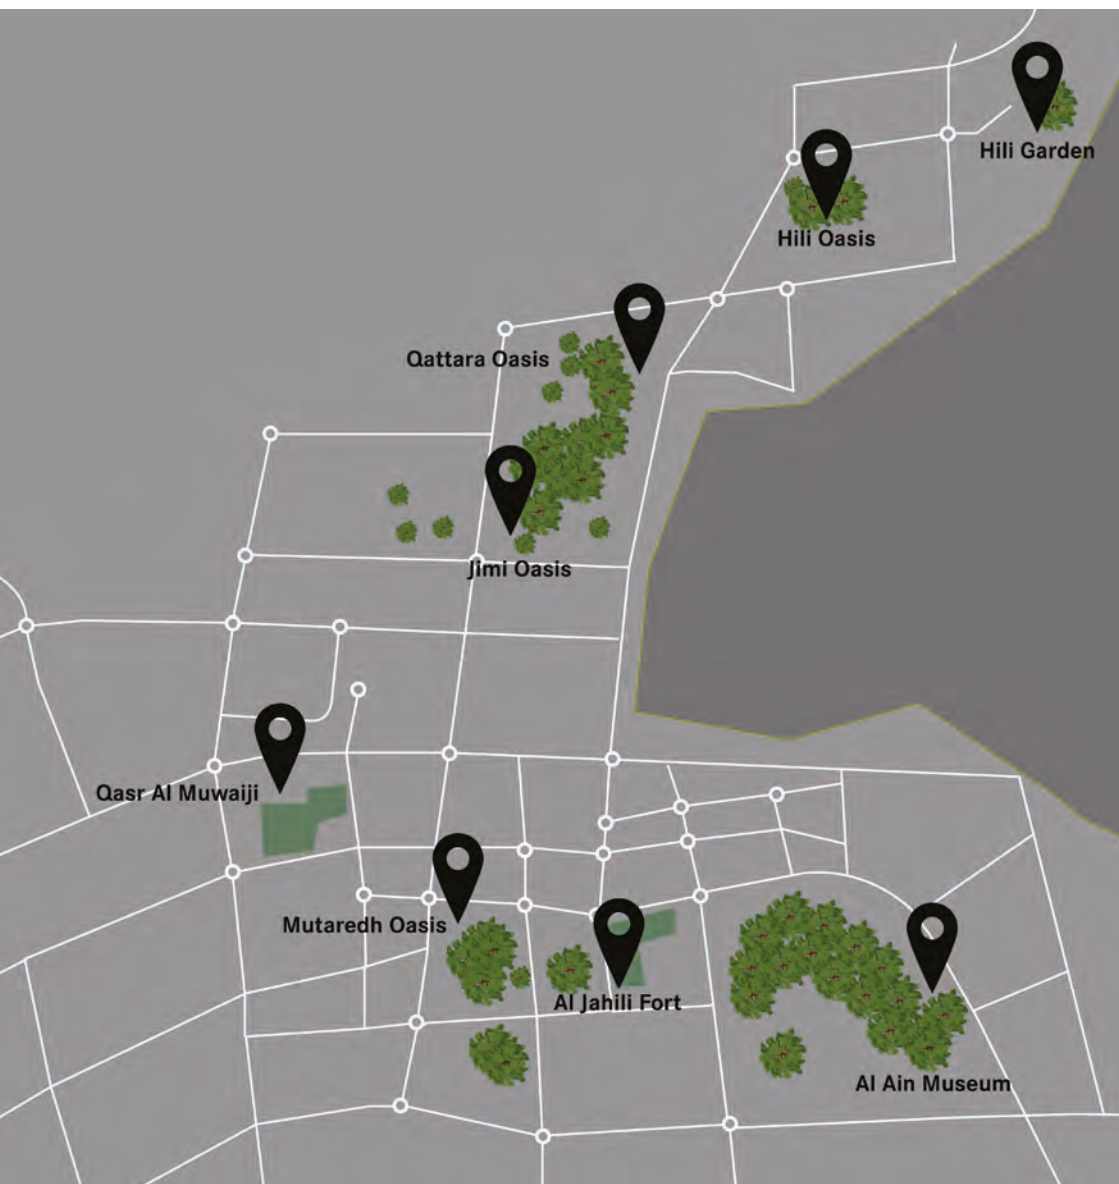 Hili Garden
Hili Oasis
Qattara Oasis
Jimi Oasis
Qasr Al Muwaiji
Mutaredh Oasis
Al Jahili Fort
Al Ain Museum